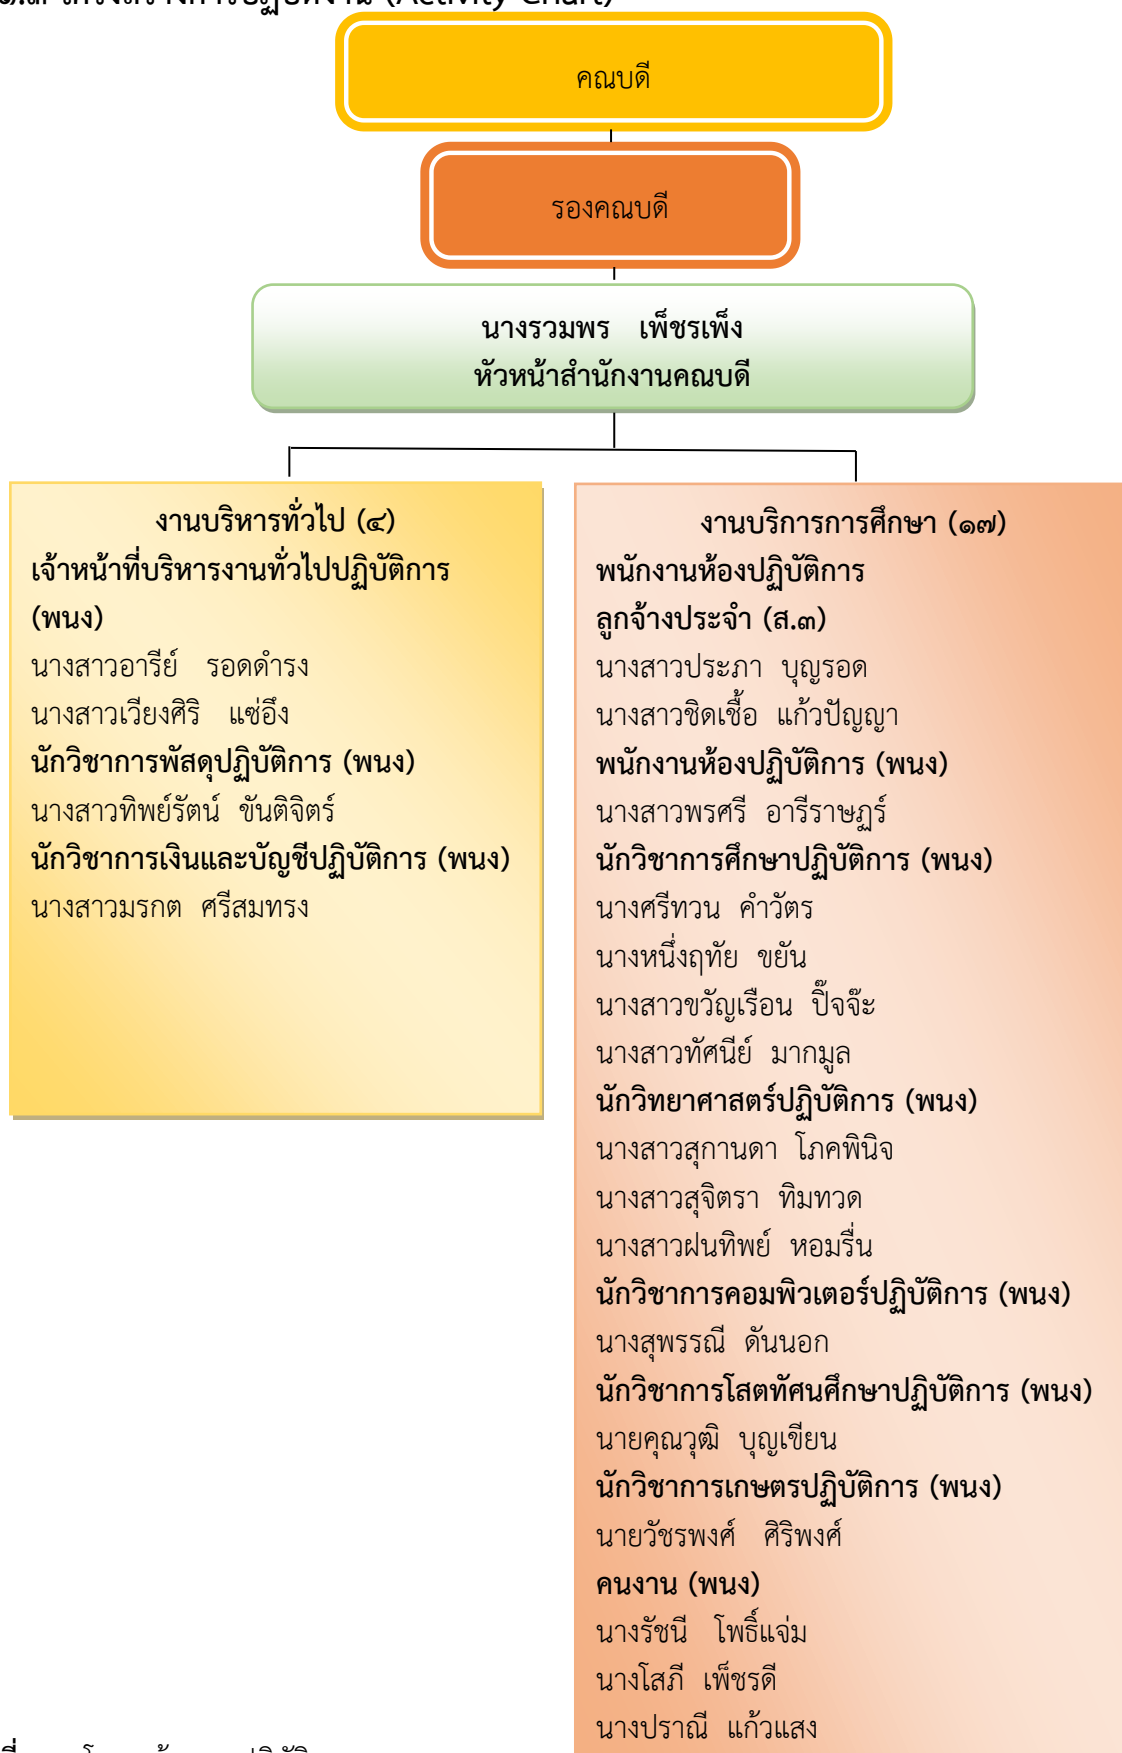 โครงสร้างการปฏิบัติงาน (Activity Chart)
คณบดี
รองคณบดี
นางรวมพร เพ็ชรเพ็ง
หัวหน้าสำนักงานคณบดี
งานบริหารทั่วไป (๔)
เจ้าหน้าที่บริหารงานทั่วไปปฏิบัติการ
(พนง)
นางสาวอารีย์ รอดดำรง
นางสาวเวียงศิริ แซ่อึง
นักวิชาการพัสดุปฏิบัติการ (พนง)
นางสาวทิพย์รัตน์ ขันติจิตร์
นักวิชาการเงินและบัญชีปฏิบัติการ (พนง)
นางสาวมรกต ศรีสมทรง
งานบริการการศึกษา (๑๗)
พนักงานห้องปฏิบัติการ
ลูกจ้างประจำ (ส.๓)
นางสาวประภา บุญรอด
นางสาวชิดเชื้อ แก้วปัญญา
พนักงานห้องปฏิบัติการ (พนง)
นางสาวพรศรี อารีราษฎร์
นักวิชาการศึกษาปฏิบัติการ (พนง)
นางศรีทวน คำวัตร
นางหนึ่งฤทัย ขยัน
นางสาวขวัญเรือน ปิ๊จจ๊ะ
นางสาวทัศนีย์ มากมูล
นักวิทยาศาสตร์ปฏิบัติการ (พนง)
นางสาวสุกานดา โภคพินิจ
นางสาวสุจิตรา ทิมทวด
นางสาวฝนทิพย์ หอมรื่น
นักวิชาการคอมพิวเตอร์ปฏิบัติการ (พนง)
นางสุพรรณี ดันนอก
นักวิชาการโสตทัศนศึกษาปฏิบัติการ (พนง)
นายคุณวุฒิ บุญเขียน
นักวิชาการเกษตรปฏิบัติการ (พนง)
นายวัชรพงศ์ ศิริพงศ์
คนงาน (พนง)
นางรัชนี โพธิ์แจ่ม
นางโสภี เพ็ชรดี
นางปราณี แก้วแสง